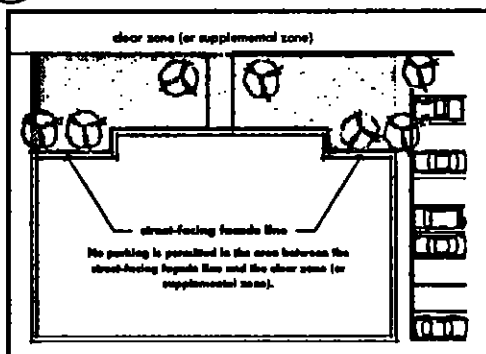 clear zone (or supplemental zone)
street-facing facade line
No parking is permitted in the area between the
street-facing facade line and the clear zone (or
supplemental zone).